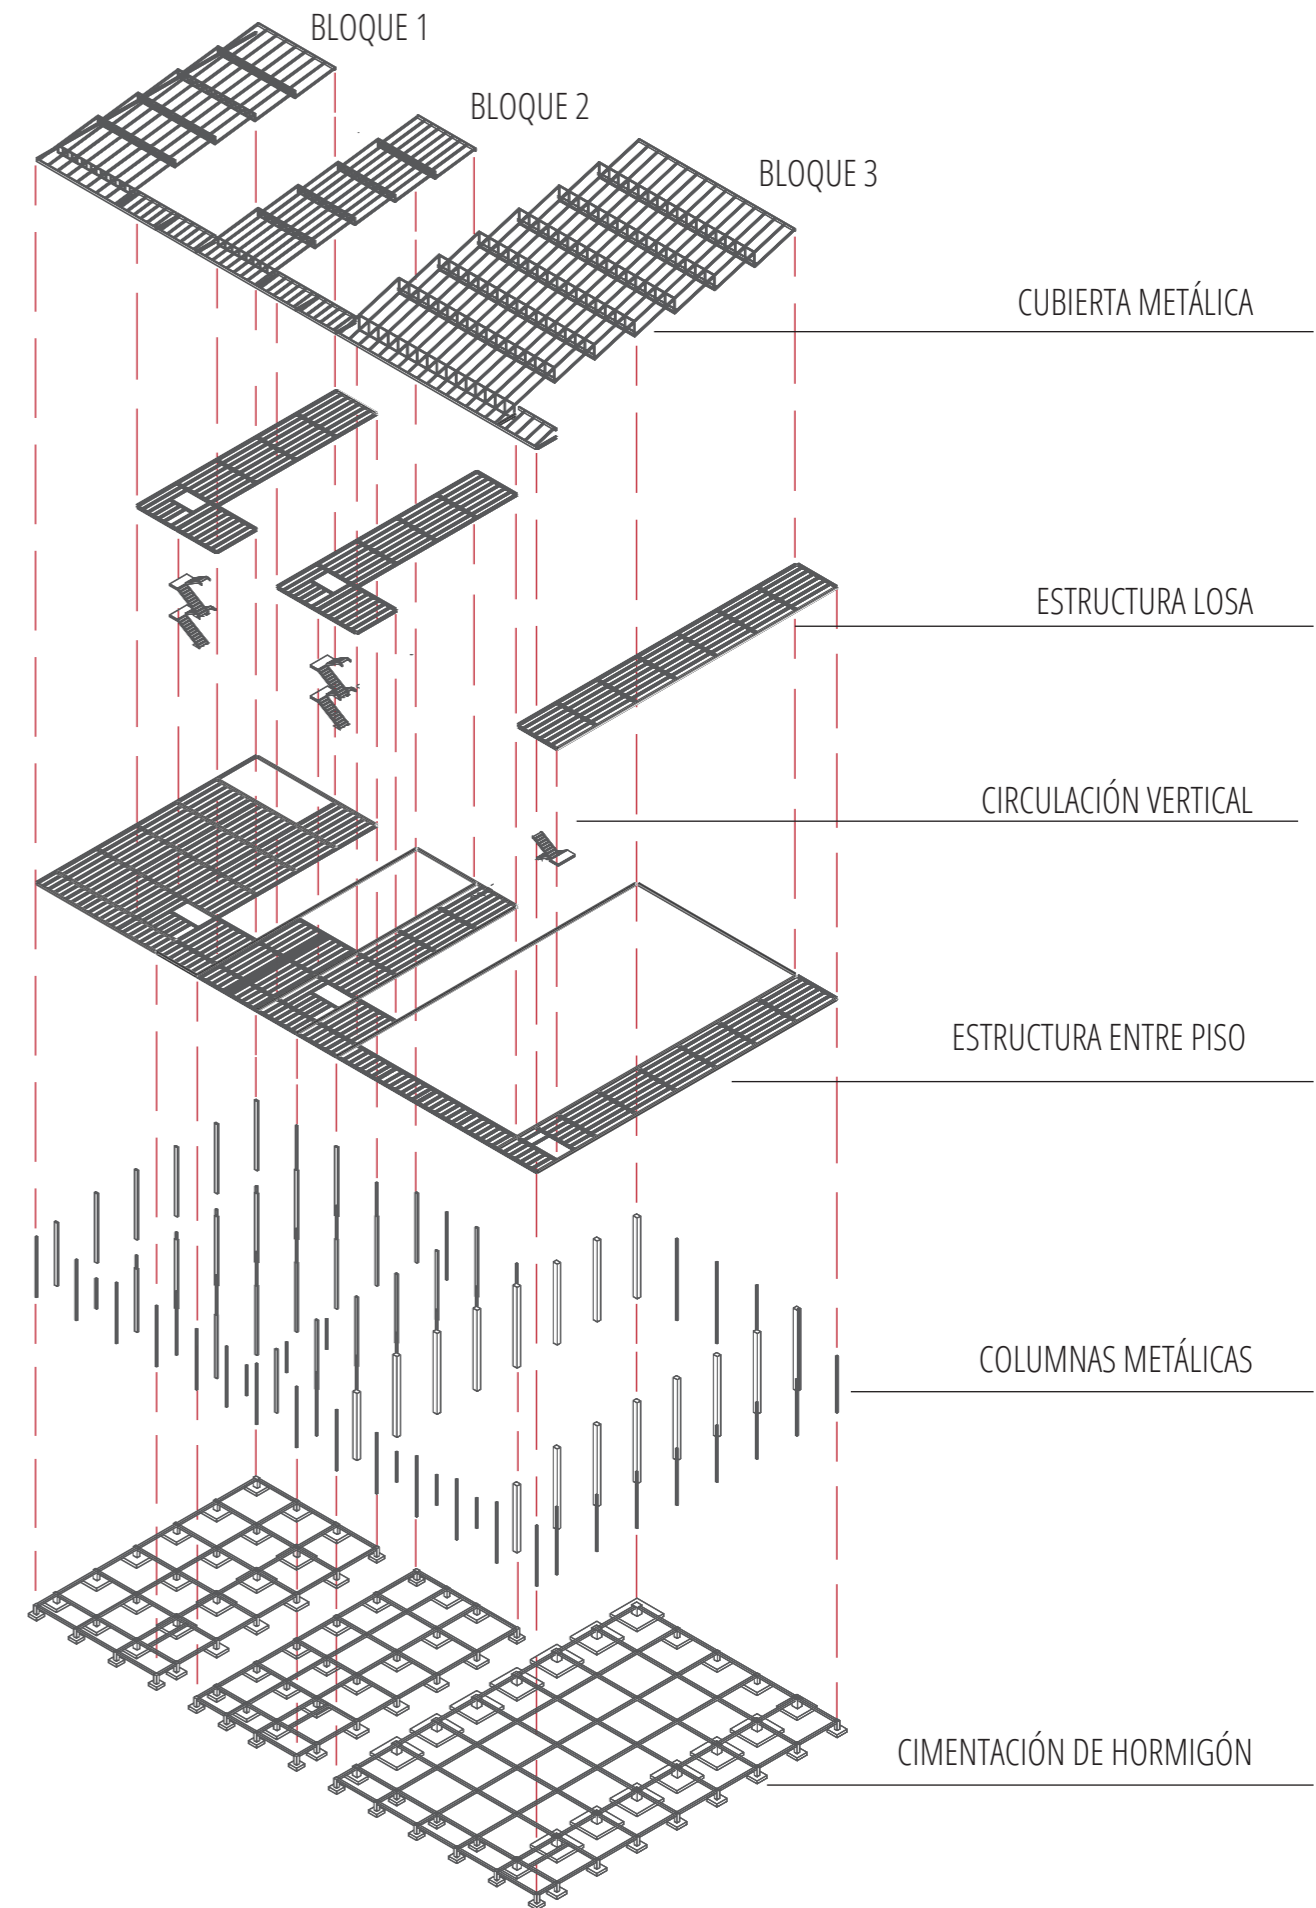 BLOQUE 1
BLOQUE 2
BLOQUE 3
CUBIERTA METÁLICA
ESTRUCTURA LOSA
CIRCULACIÓN VERTICAL
ESTRUCTURA ENTRE PISO
COLUMNAS METÁLICAS
CIMENTACIÓN DE HORMIGÓN